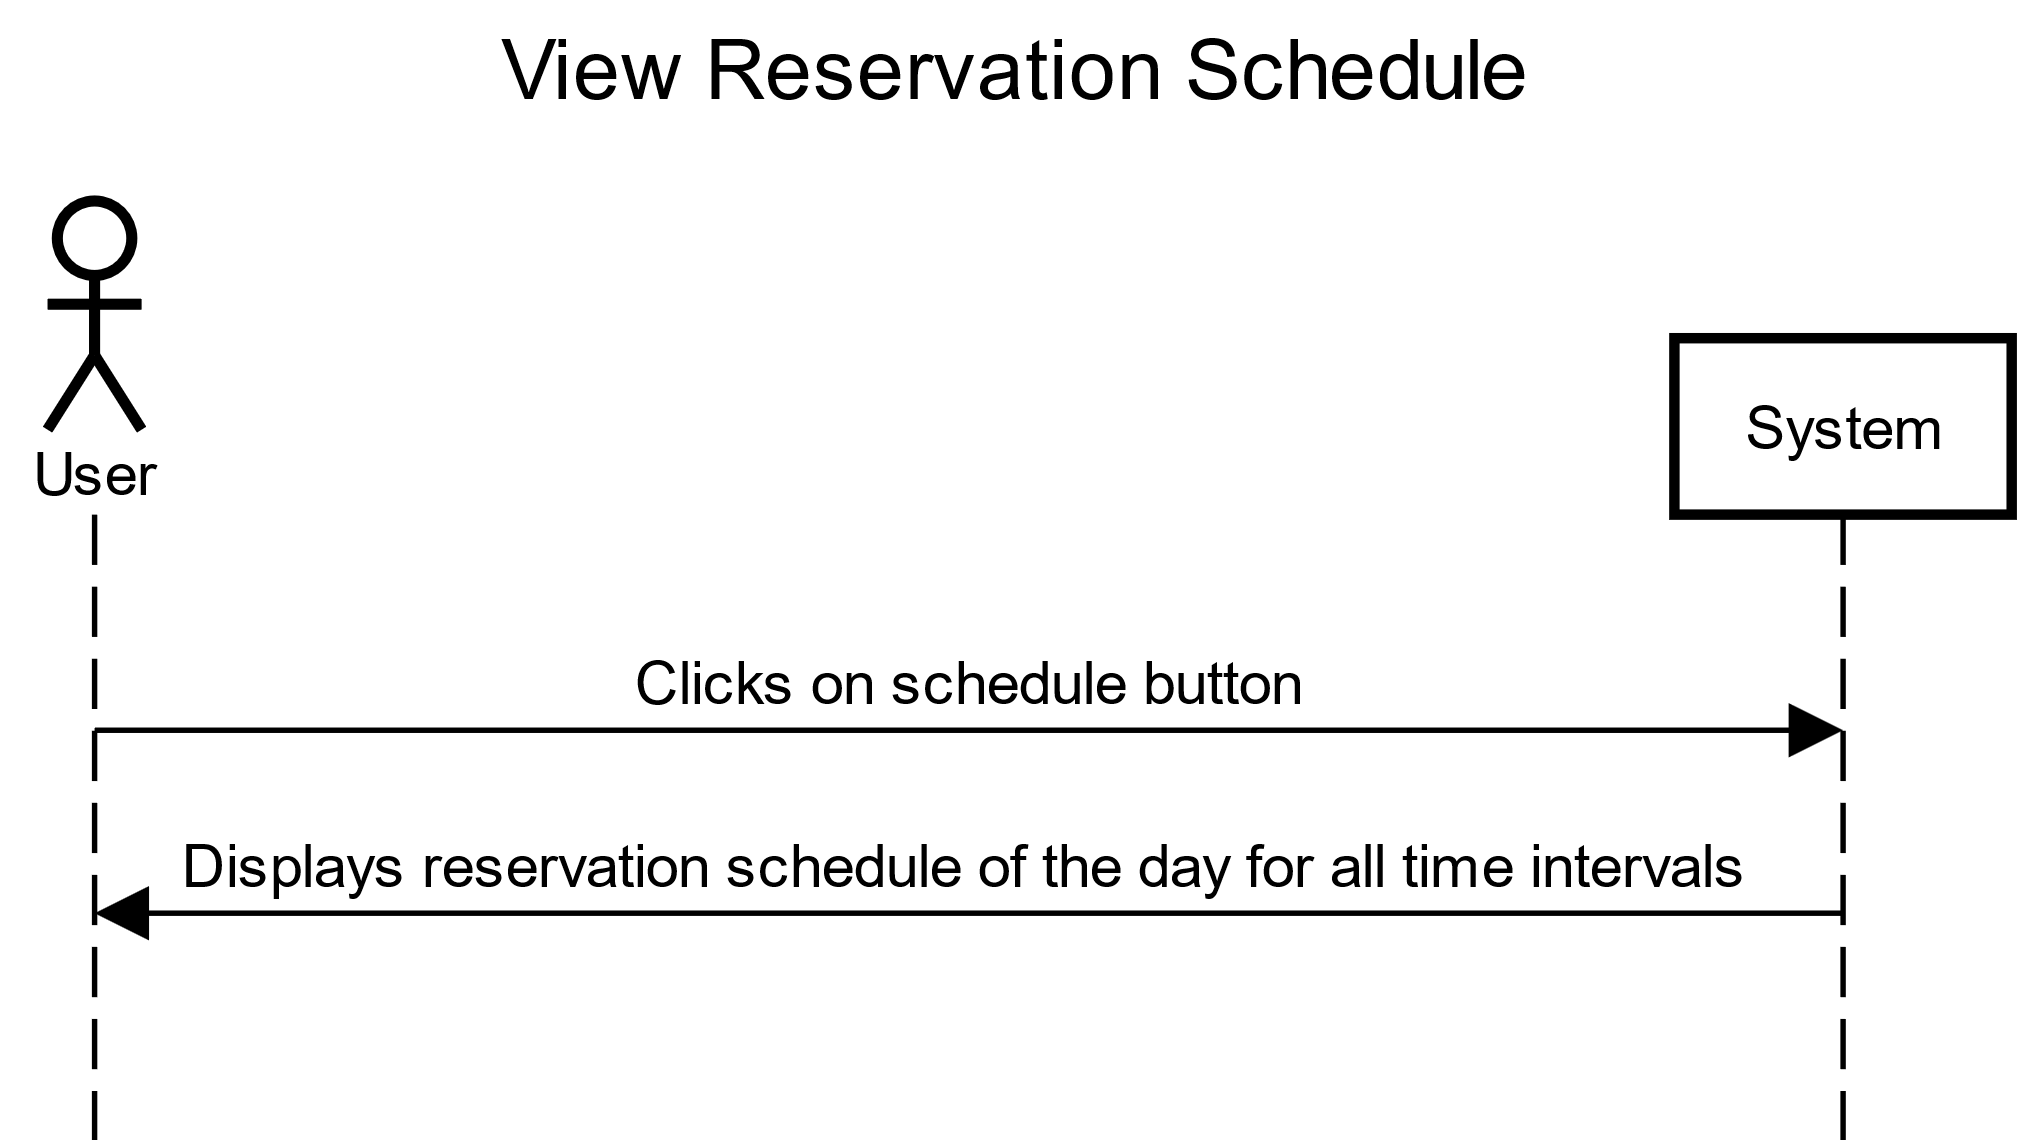 View Reservation Schedule
User
System
Clicks on schedule button
Displays reservation schedule of the day for all time intervals